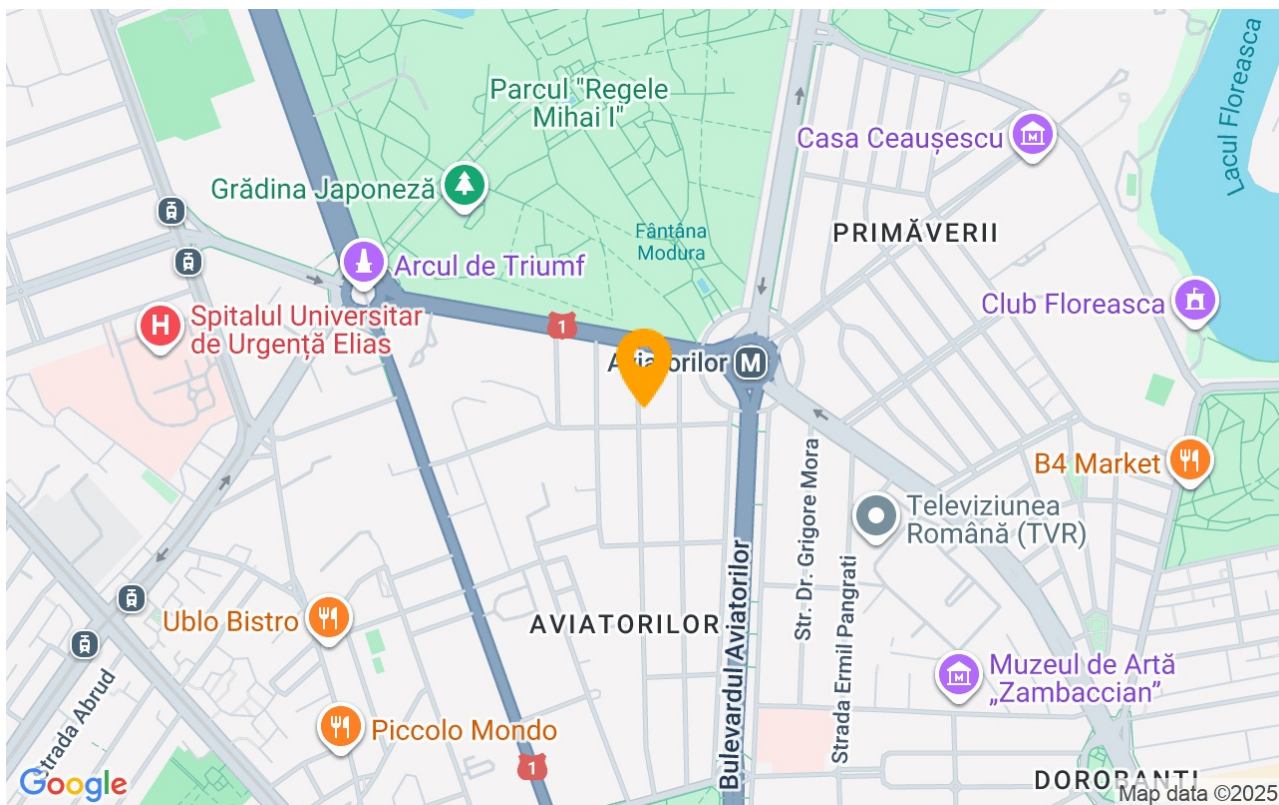 Lacul Floreasca
Parcul "Regele
Mihai I"
Casa Ceaușescu
Grădina Japoneză
Fântâna
Modura
PRIMĂVERII
Arcul de Triumf
Club Floreasca
H
Spitalul Universitar
de Urgență Elias
1
Aviatorilor
M
Str. Dr. Grigore Mora
B4 Market
Televiziunea
Română (TVR)
Bulevardul Aviatorilor
Strada Ermil Pangrati
Ublo Bistro
AVIATORILOR
Muzeul de Artă
„Zambaccian”
Strada Abrud
Piccolo Mondo
1
DOROBANȚI
Google
Map data ©2025